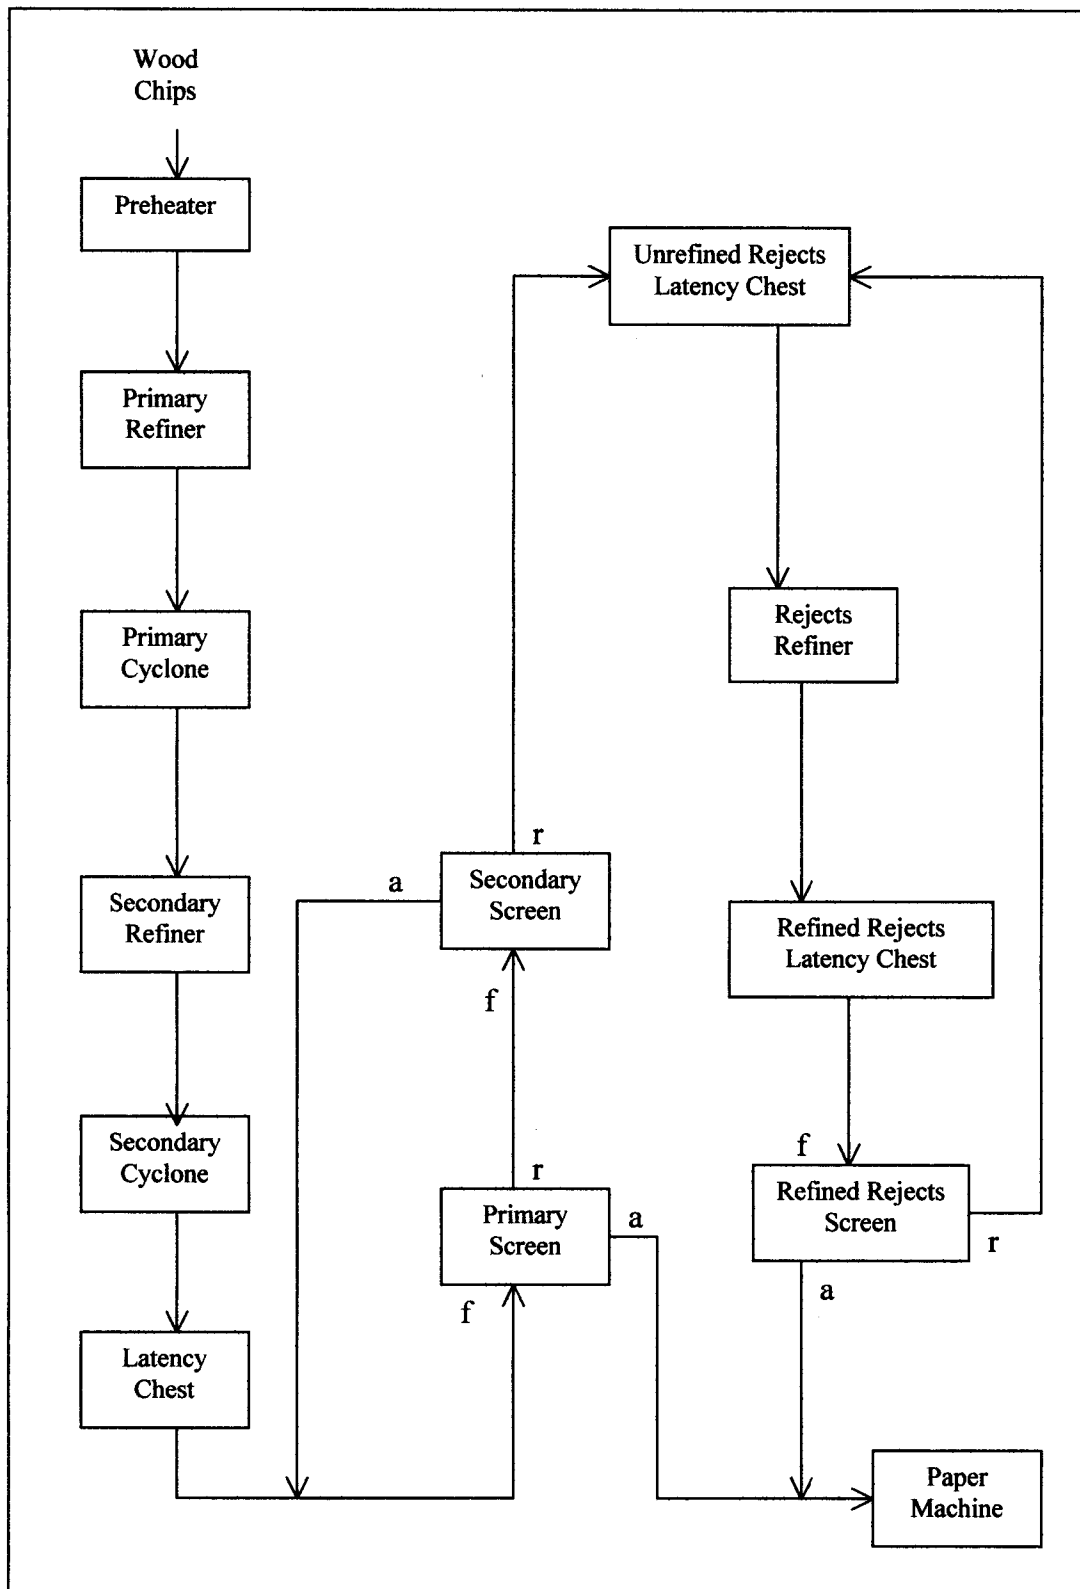 Wood
Chips
Preheater
Unrefined Rejects
Latency Chest
Primary
Refiner
Rejects
Refiner
Primary
Cyclone
r
a
Secondary
Screen
Secondary
Refiner
Refined Rejects
Latency Chest
f
Secondary
Cyclone
f
r
Primary
Screen
a
Refined Rejects
Screen
r
f
a
Latency
Chest
Paper
Machine